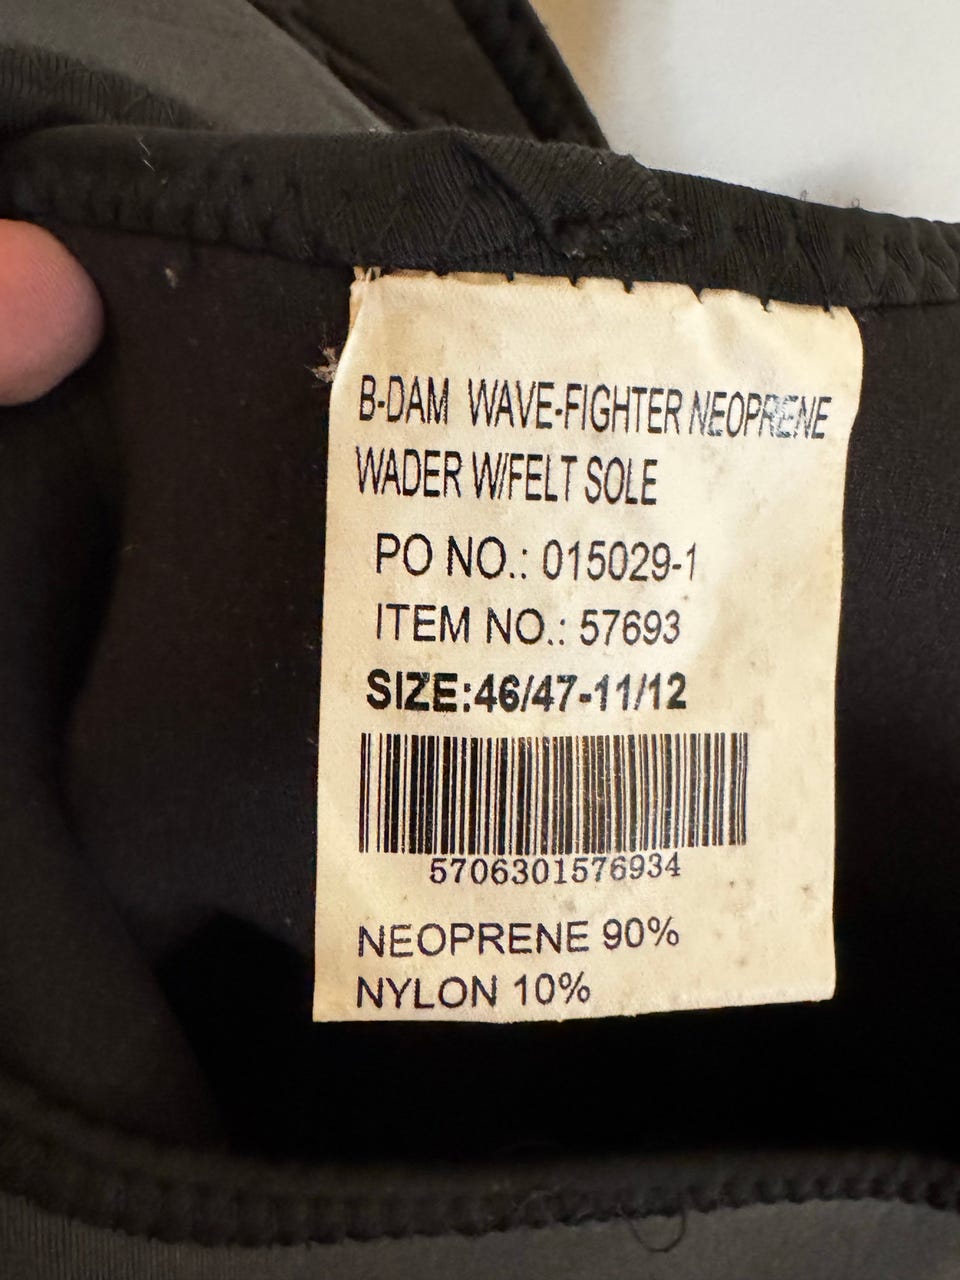 B-DAM WAVE-FIGHTER NEOPRENE
WADER W/FELT SOLE
PO NO.: 015029-1
ITEM NO.: 57693
SIZE:46/47-11/12
5706301576934
NEOPRENE 90%
NYLON 10%